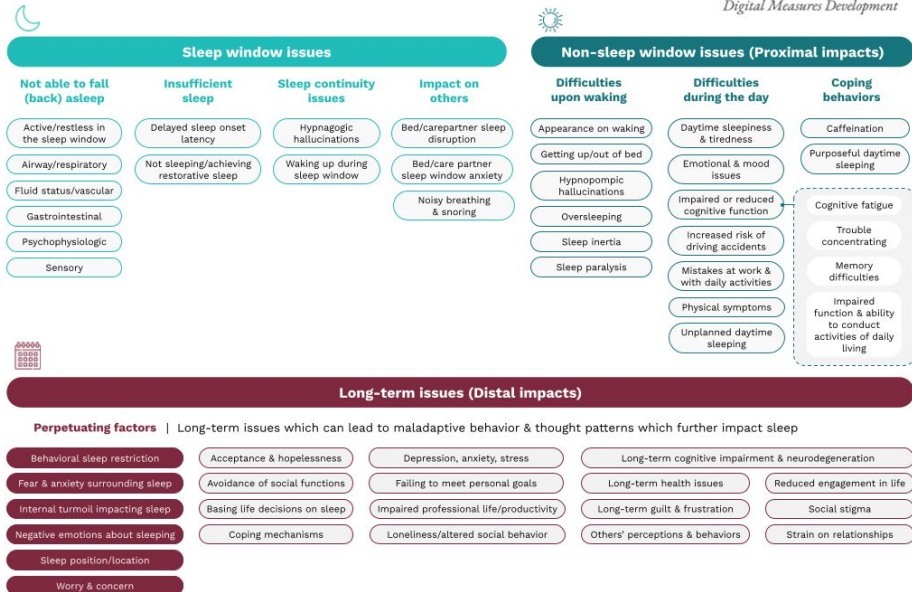 Digital Measures Development
Sleep window issues
Not able to fall
(back) asleep
Active/restless in
the sleep window
Airway/respiratory
Fluid status/vascular
Gastrointestinal
Psychophysiologic
Sensory
Insufficient
sleep
Delayed sleep onset
latency
Not sleeping/achieving
restorative sleep
Sleep continuity
issues
Hypnagogic
hallucinations
Waking up during
sleep window
Impact on
others
Bed/carepartner sleep
disruption
Bed/care partner
sleep window anxiety
Noisy breathing
& snoring
Non-sleep window issues (Proximal impacts)
Difficulties
upon waking
Appearance on waking
Getting up/out of bed
Hypnopompic
hallucinations
Oversleeping
Sleep inertia
Sleep paralysis
Difficulties
during the day
Daytime sleepiness
& tiredness
Emotional & mood
issues
Impaired or reduced
cognitive function
Increased risk of
driving accidents
Mistakes at work &
with daily activities
Physical symptoms
Unplanned daytime
sleeping
Coping
behaviors
Caffeination
Purposeful daytime
sleeping
Cognitive fatigue
Trouble
concentrating
Memory
difficulties
Impaired
function & ability
to conduct
activities of daily
living
Long-term issues (Distal impacts)
Perpetuating factors | Long-term issues which can lead to maladaptive behavior & thought patterns which further impact sleep
Behavioral sleep restriction
Fear & anxiety surrounding sleep
Internal turmoil impacting sleep
Negative emotions about sleeping
Sleep position/location
Worry & concern
Acceptance & hopelessness
Avoidance of social functions
Basing life decisions on sleep
Coping mechanisms
Depression, anxiety, stress
Failing to meet personal goals
Impaired professional life/productivity
Loneliness/altered social behavior
Long-term cognitive impairment & neurodegeneration
Long-term health issues
Long-term guilt & frustration
Others' perceptions & behaviors
Reduced engagement in life
Social stigma
Strain on relationships